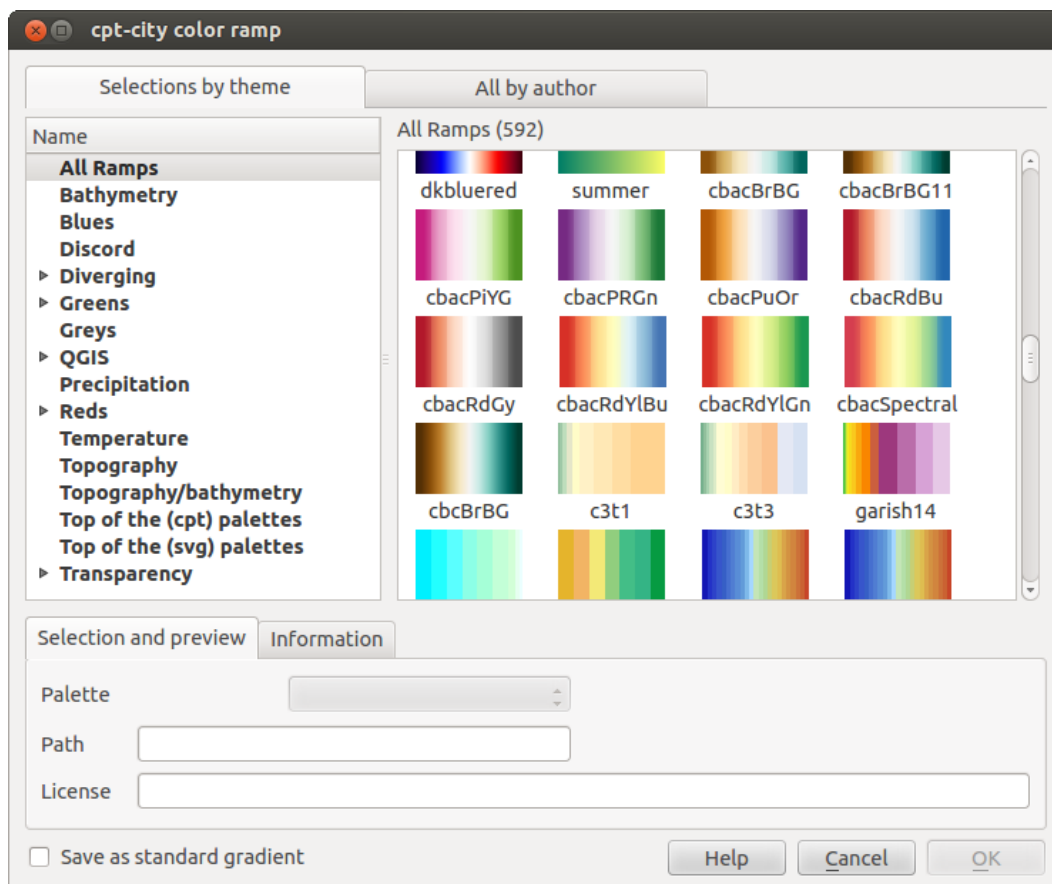 cpt-city color ramp
Selections by theme
All by author
Name
All Ramps
Bathymetry
Blues
Discord
Diverging
Greens
Greys
QGIS
Precipitation
Reds
Temperature
Topography
Topography/bathymetry
Top of the (cpt) palettes
Top of the (svg) palettes
Transparency
All Ramps (592)
dkbluered summer cbacBrBG cbacBrBG11
cbacPiYG cbacPRGn cbacPuOr cbacRdBu
cbacRdGy cbacRdYlBu cbacRdYlGn cbacSpectral
cbcBrBG c3t1 c3t3 garish14
Selection and preview
Information
Palette
Path
License
Save as standard gradient
Help
Cancel
OK